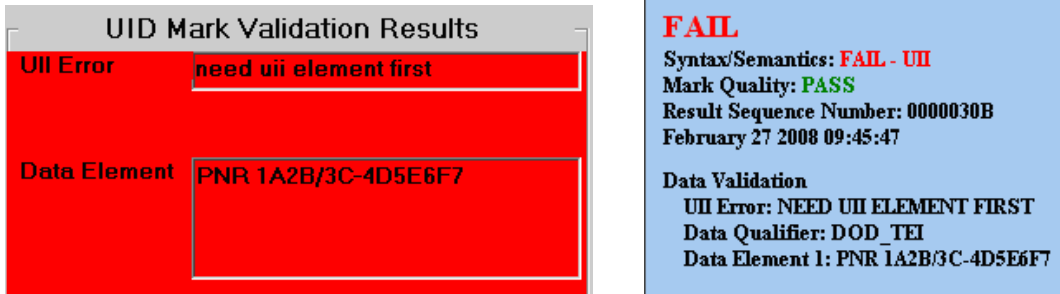 UID Mark Validation Results
UII Error
need uii element first
Data Element
PNR 1A2B/3C-4D5E6F7
FAIL
Syntax/Semantics: FAIL - UII
Mark Quality: PASS
Result Sequence Number: 0000030B
February 27 2008 09:45:47
Data Validation
UII Error: NEED UII ELEMENT FIRST
Data Qualifier: DOD_TEI
Data Element 1: PNR 1A2B/3C-4D5E6F7